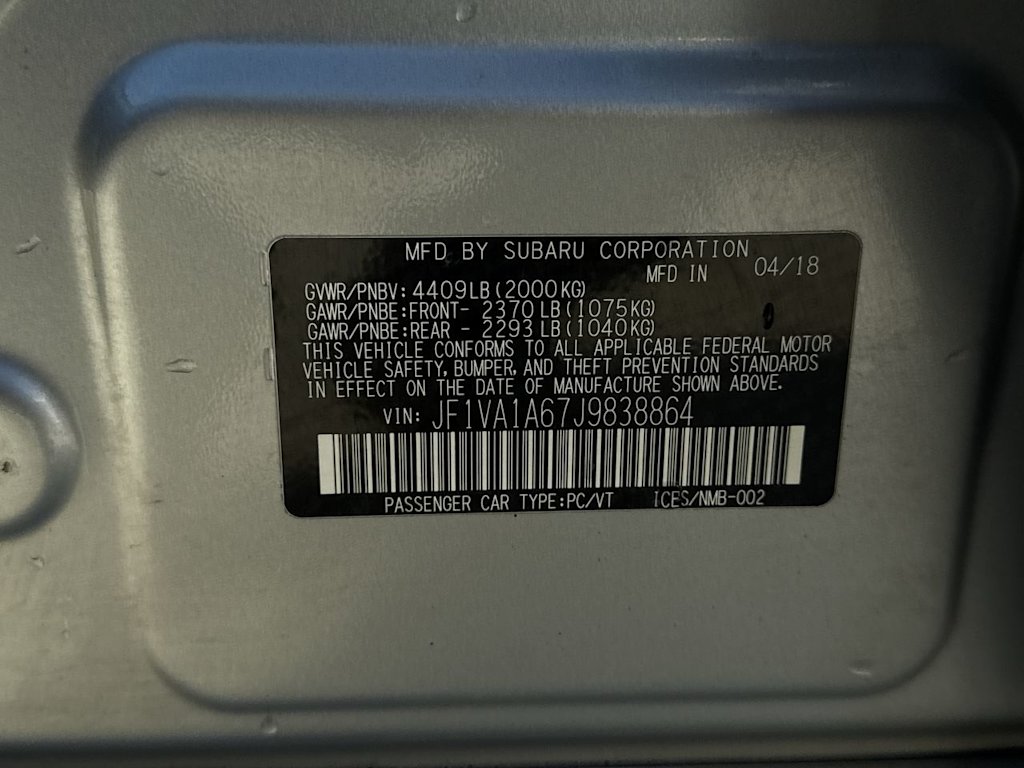 MFD BY SUBARU CORPORATION
MFD IN 04/18
GVWR/PNBV: 4409LB(2000KG)
GAWR/PNBE:FRONT- 2370LB(1075KG)
GAWR/PNBE:REAR - 2293LB(1040KG)
THIS VEHICLE CONFORMS TO ALL APPLICABLE FEDERAL MOTOR
VEHICLE SAFETY, BUMPER, AND THEFT PREVENTION STANDARDS
IN EFFECT ON THE DATE OF MANUFACTURE SHOWN ABOVE.
VIN: JF1VA1A67J9838864
PASSENGER CAR TYPE:PC/VT ICES/NMB-002